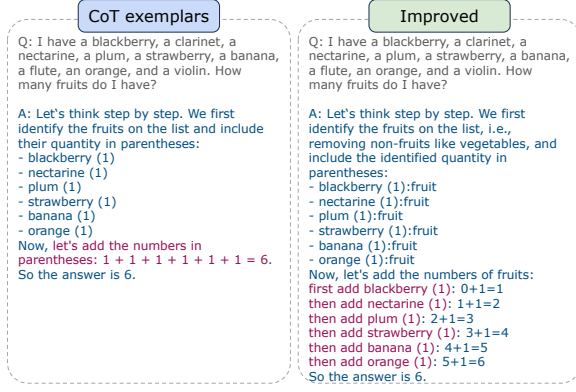 CoT exemplars
Q: I have a blackberry, a clarinet, a
nectarine, a plum, a strawberry, a banana,
a flute, an orange, and a violin. How
many fruits do I have?
A: Let's think step by step. We first
identify the fruits on the list and include
their quantity in parentheses:
- blackberry (1)
- nectarine (1)
- plum (1)
- strawberry (1)
- banana (1)
- orange (1)
Now, let's add the numbers in
parentheses: 1 + 1 + 1 + 1 + 1 + 1 = 6.
So the answer is 6.
Improved
Q: I have a blackberry, a clarinet, a
nectarine, a plum, a strawberry, a banana,
a flute, an orange, and a violin. How
many fruits do I have?
A: Let's think step by step. We first
identify the fruits on the list, i.e.,
removing non-fruits like vegetables, and
include the identified quantity in
parentheses:
- blackberry (1):fruit
- nectarine (1):fruit
- plum (1):fruit
- strawberry (1):fruit
- banana (1):fruit
- orange (1):fruit
Now, let's add the numbers of fruits:
first add blackberry (1): 0+1=1
then add nectarine (1): 1+1=2
then add plum (1): 2+1=3
then add strawberry (1): 3+1=4
then add banana (1): 4+1=5
then add orange (1): 5+1=6
So the answer is 6.